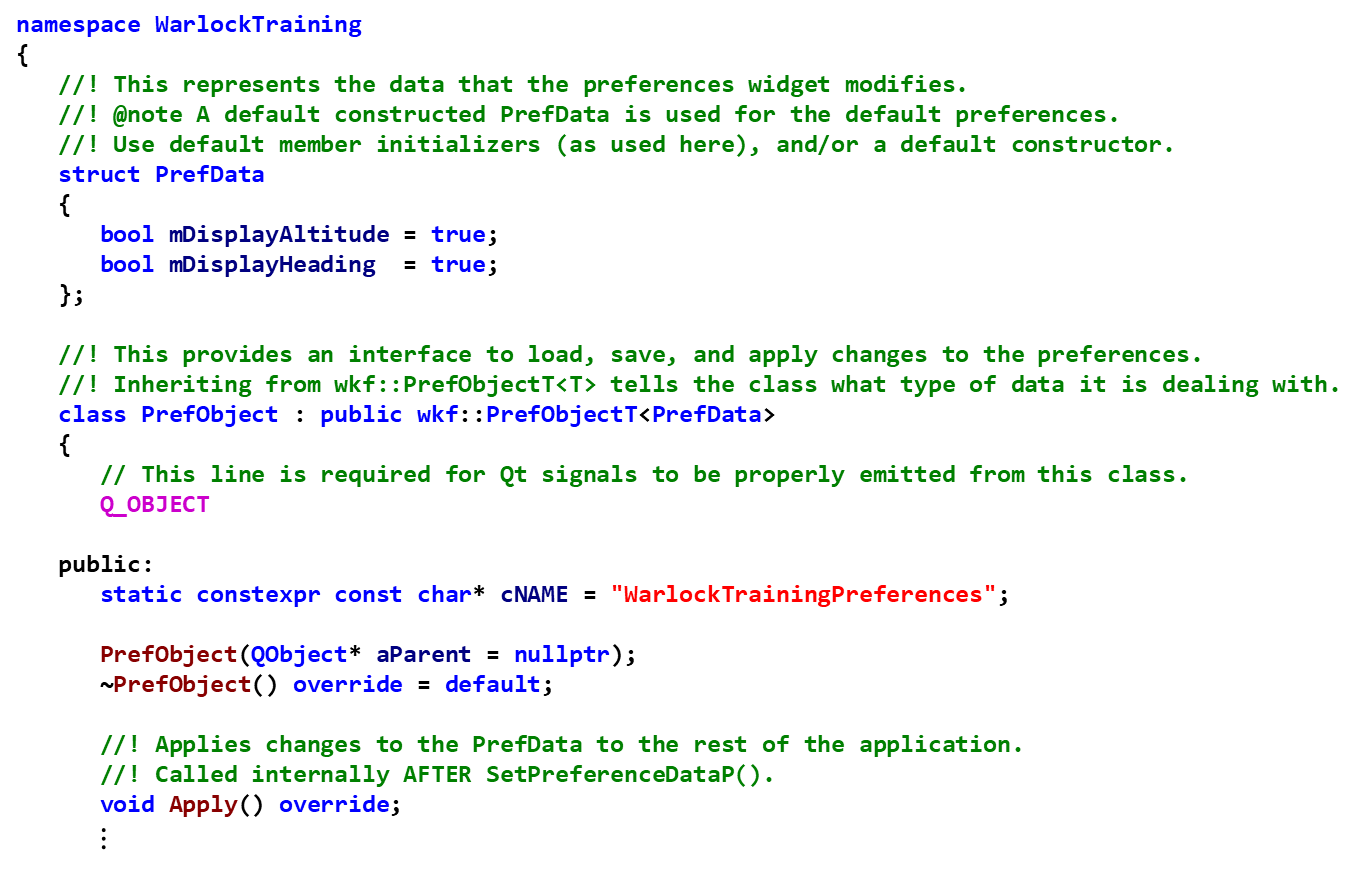 namespace WarlockTraining
{
   //! This represents the data that the preferences widget modifies.
   //! @note A default constructed PrefData is used for the default preferences.
   //! Use default member initializers (as used here), and/or a default constructor.
   struct PrefData
   {
      bool mDisplayAltitude = true;
      bool mDisplayHeading  = true;
   };

   //! This provides an interface to load, save, and apply changes to the preferences.
   //! Inheriting from wkf::PrefObjectT<T> tells the class what type of data it is dealing with.
   class PrefObject : public wkf::PrefObjectT<PrefData>
   {
      // This line is required for Qt signals to be properly emitted from this class.
      Q_OBJECT

   public:
      static constexpr const char* cNAME = "WarlockTrainingPreferences";

      PrefObject(QObject* aParent = nullptr);
      ~PrefObject() override = default;

      //! Applies changes to the PrefData to the rest of the application.
      //! Called internally AFTER SetPreferenceDataP().
      void Apply() override;
      ⋮